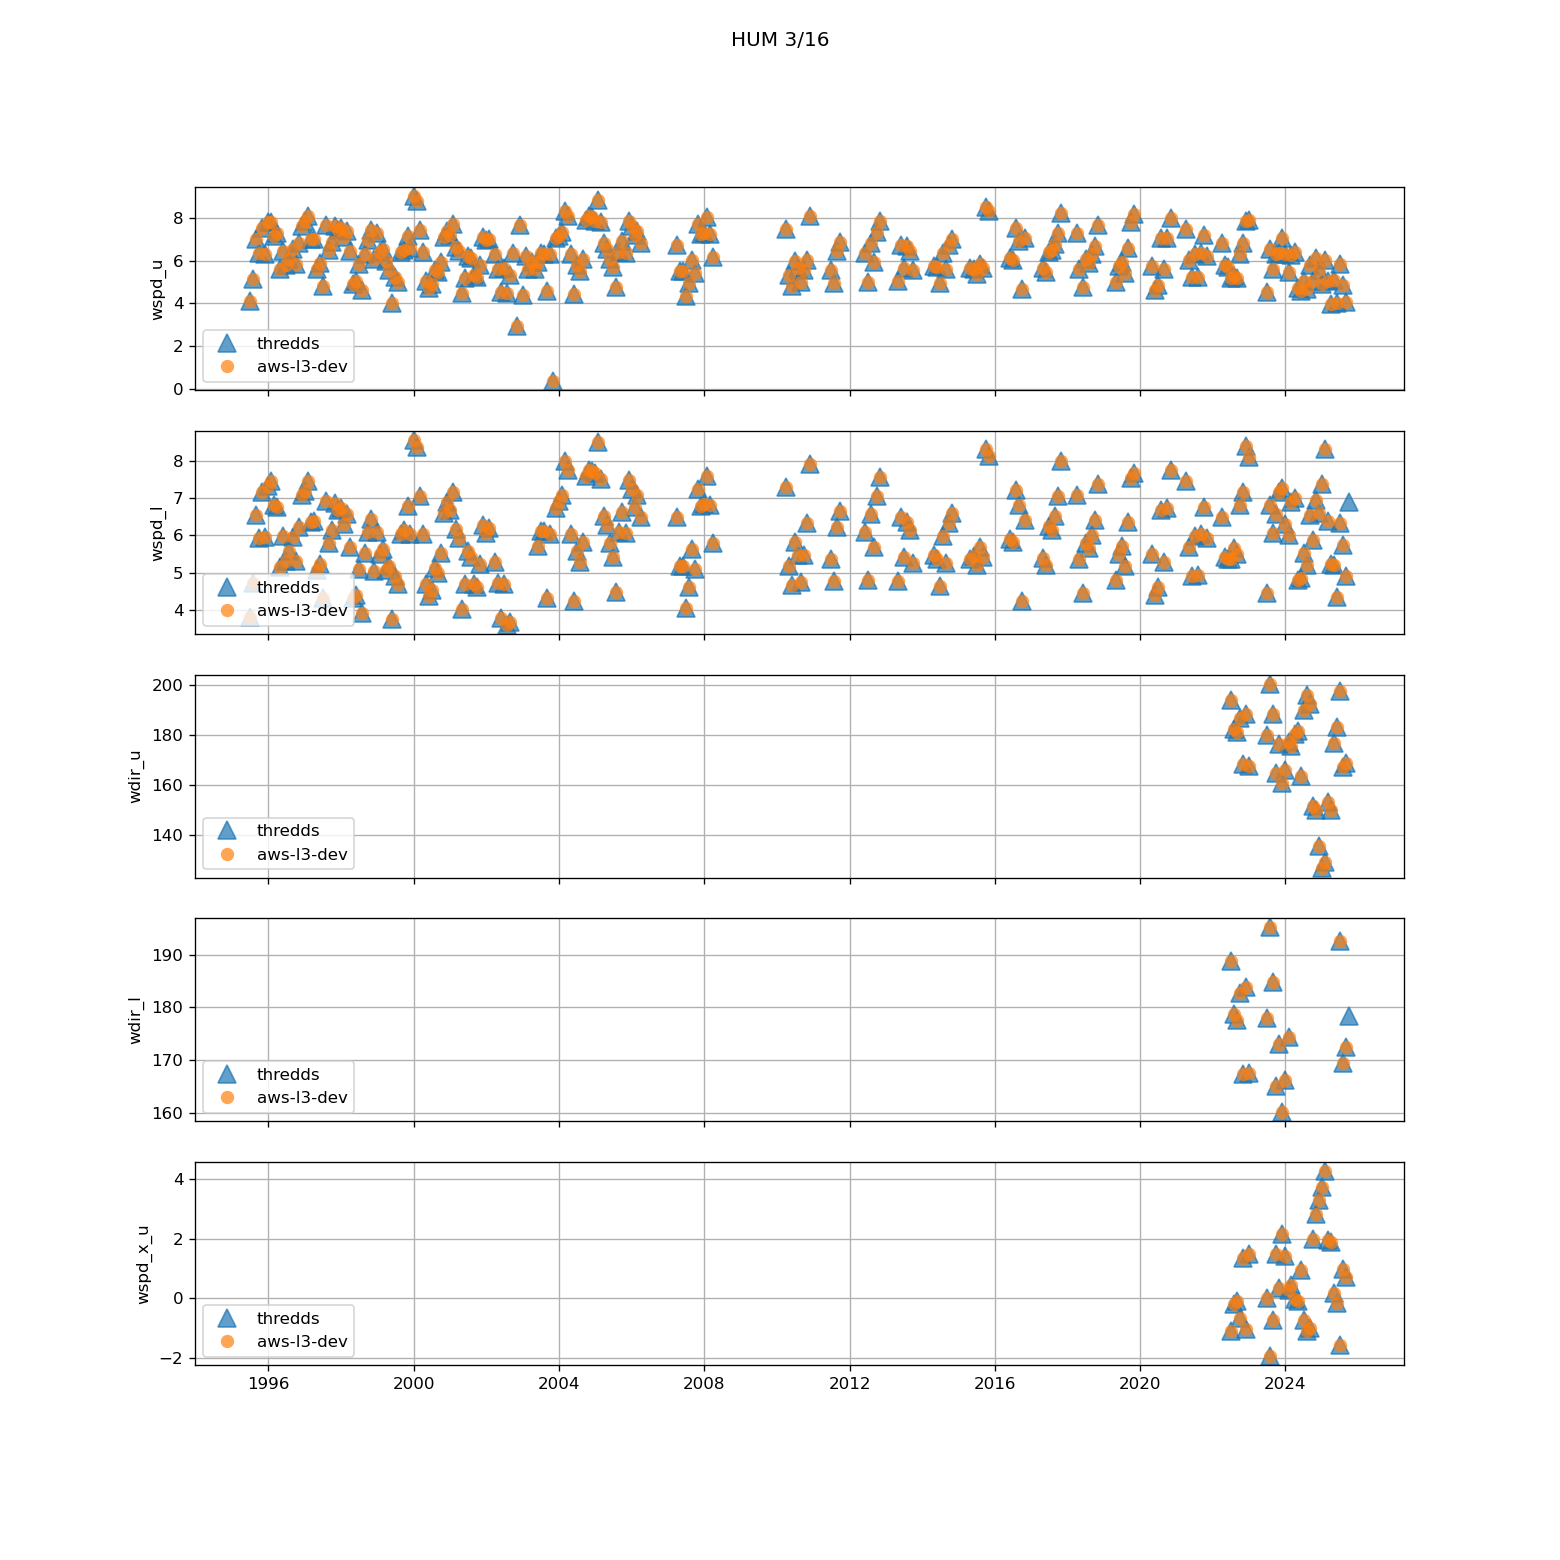 HUM 3/16
8
6
4
2
0
wspd_u
thredds
aws-l3-dev
8
7
6
5
4
wspd_l
thredds
aws-l3-dev
200
180
160
140
wdir_u
thredds
aws-l3-dev
190
180
170
160
wdir_l
thredds
aws-l3-dev
4
2
0
−2
wspd_x_u
thredds
aws-l3-dev
1996 2000 2004 2008 2012 2016 2020 2024